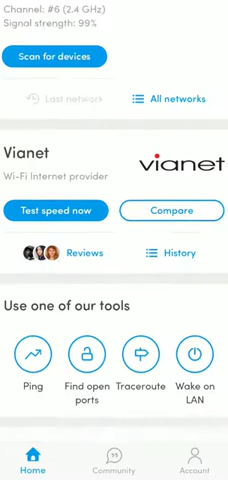 Channel: #6 (2.4 GHz)
Signal strength: 99%
Scan for devices
Last network
All networks
Vianet
vianet
Wi-Fi Internet provider
Test speed now
Compare
Reviews
History
Use one of our tools
Ping
Find open
ports
Traceroute
Wake on
LAN
Home
Community
Account